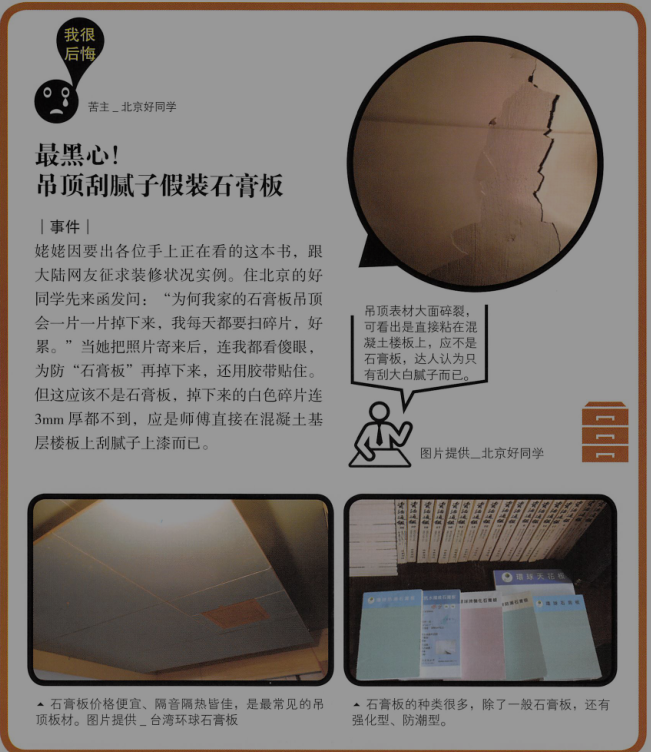 我很
后悔
苦主_北京好同学
最黑心！
吊顶刮腻子假装石膏板
｜事件｜
姥姥因要出各位手上正在看的这本书，跟
大陆网友征求装修状况实例。住北京的好
同学先来函发问：“为何我家的石膏板吊顶
会一片一片掉下来，我每天都要扫碎片，好
累。”当她把照片寄来后，连我都看傻眼，
为防“石膏板”再掉下来，还用胶带贴住。
但这应该不是石膏板，掉下来的白色碎片连
3mm 厚都不到，应是师傅直接在混凝土基
层楼板上刮腻子上漆而已。
吊顶表材大面碎裂，
可看出是直接粘在混
凝土楼板上，应不是
石膏板，达人认为只
有刮大白腻子而已。
图片提供__北京好同学
▲ 石膏板价格便宜、隔音隔热皆佳，是最常见的吊
顶板材。图片提供_台湾环球石膏板
▲ 石膏板的种类很多，除了一般石膏板，还有
强化型、防潮型。